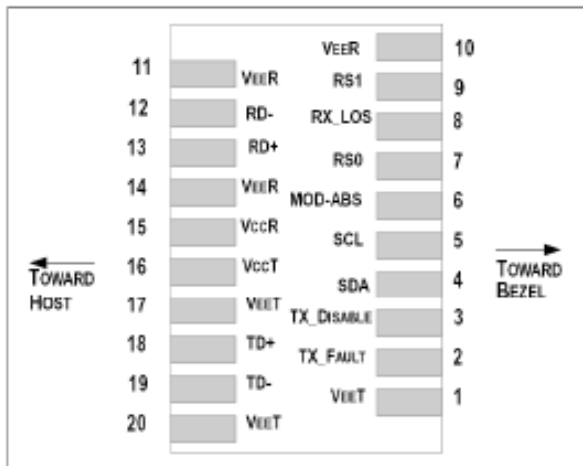 VEER 10
11 VEER
RS1 9
12 RD-
RX_LOS 8
13 RD+
RS0 7
14 VEER
MOD-ABS 6
15 VCCR
SCL 5
16 VCCT
SDA 4
TOWARD HOST
TOWARD BEZEL
17 VEET
TX_DISABLE 3
18 TD+
TX_FAULT 2
19 TD-
VEET 1
20 VEET